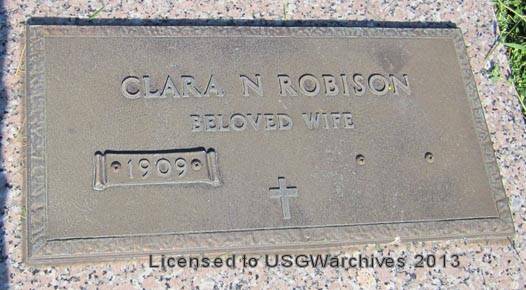 CLARA N ROBISON
BELOVED WIFE
1909
Licensed to USGWarchives 2013